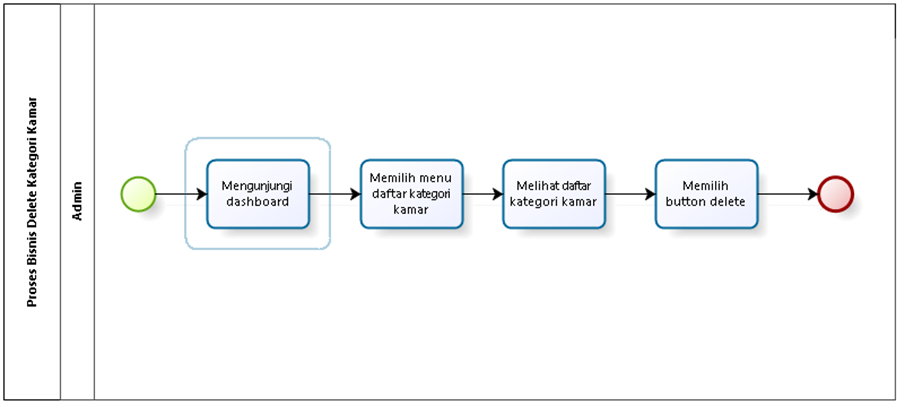 Proses Bisnis Delete Kategori Kamar
Admin
Mengunjungi
dashboard
Memilih menu
daftar kategori
kamar
Melihat daftar
kategori kamar
Memilih
button delete